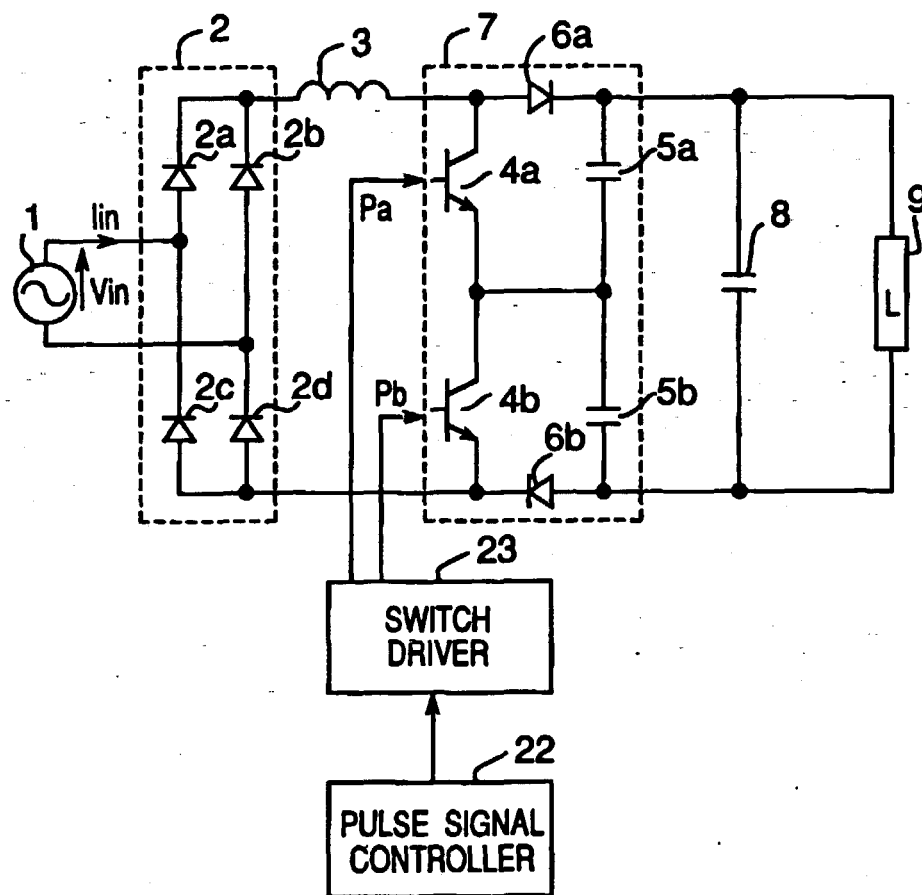 2
3
7
6a
2a
2b
4a
5a
Pa
8
9
1
Iin
Vin
L
2c
2d
Pb
4b
5b
6b
23
SWITCH
DRIVER
22
PULSE SIGNAL
CONTROLLER